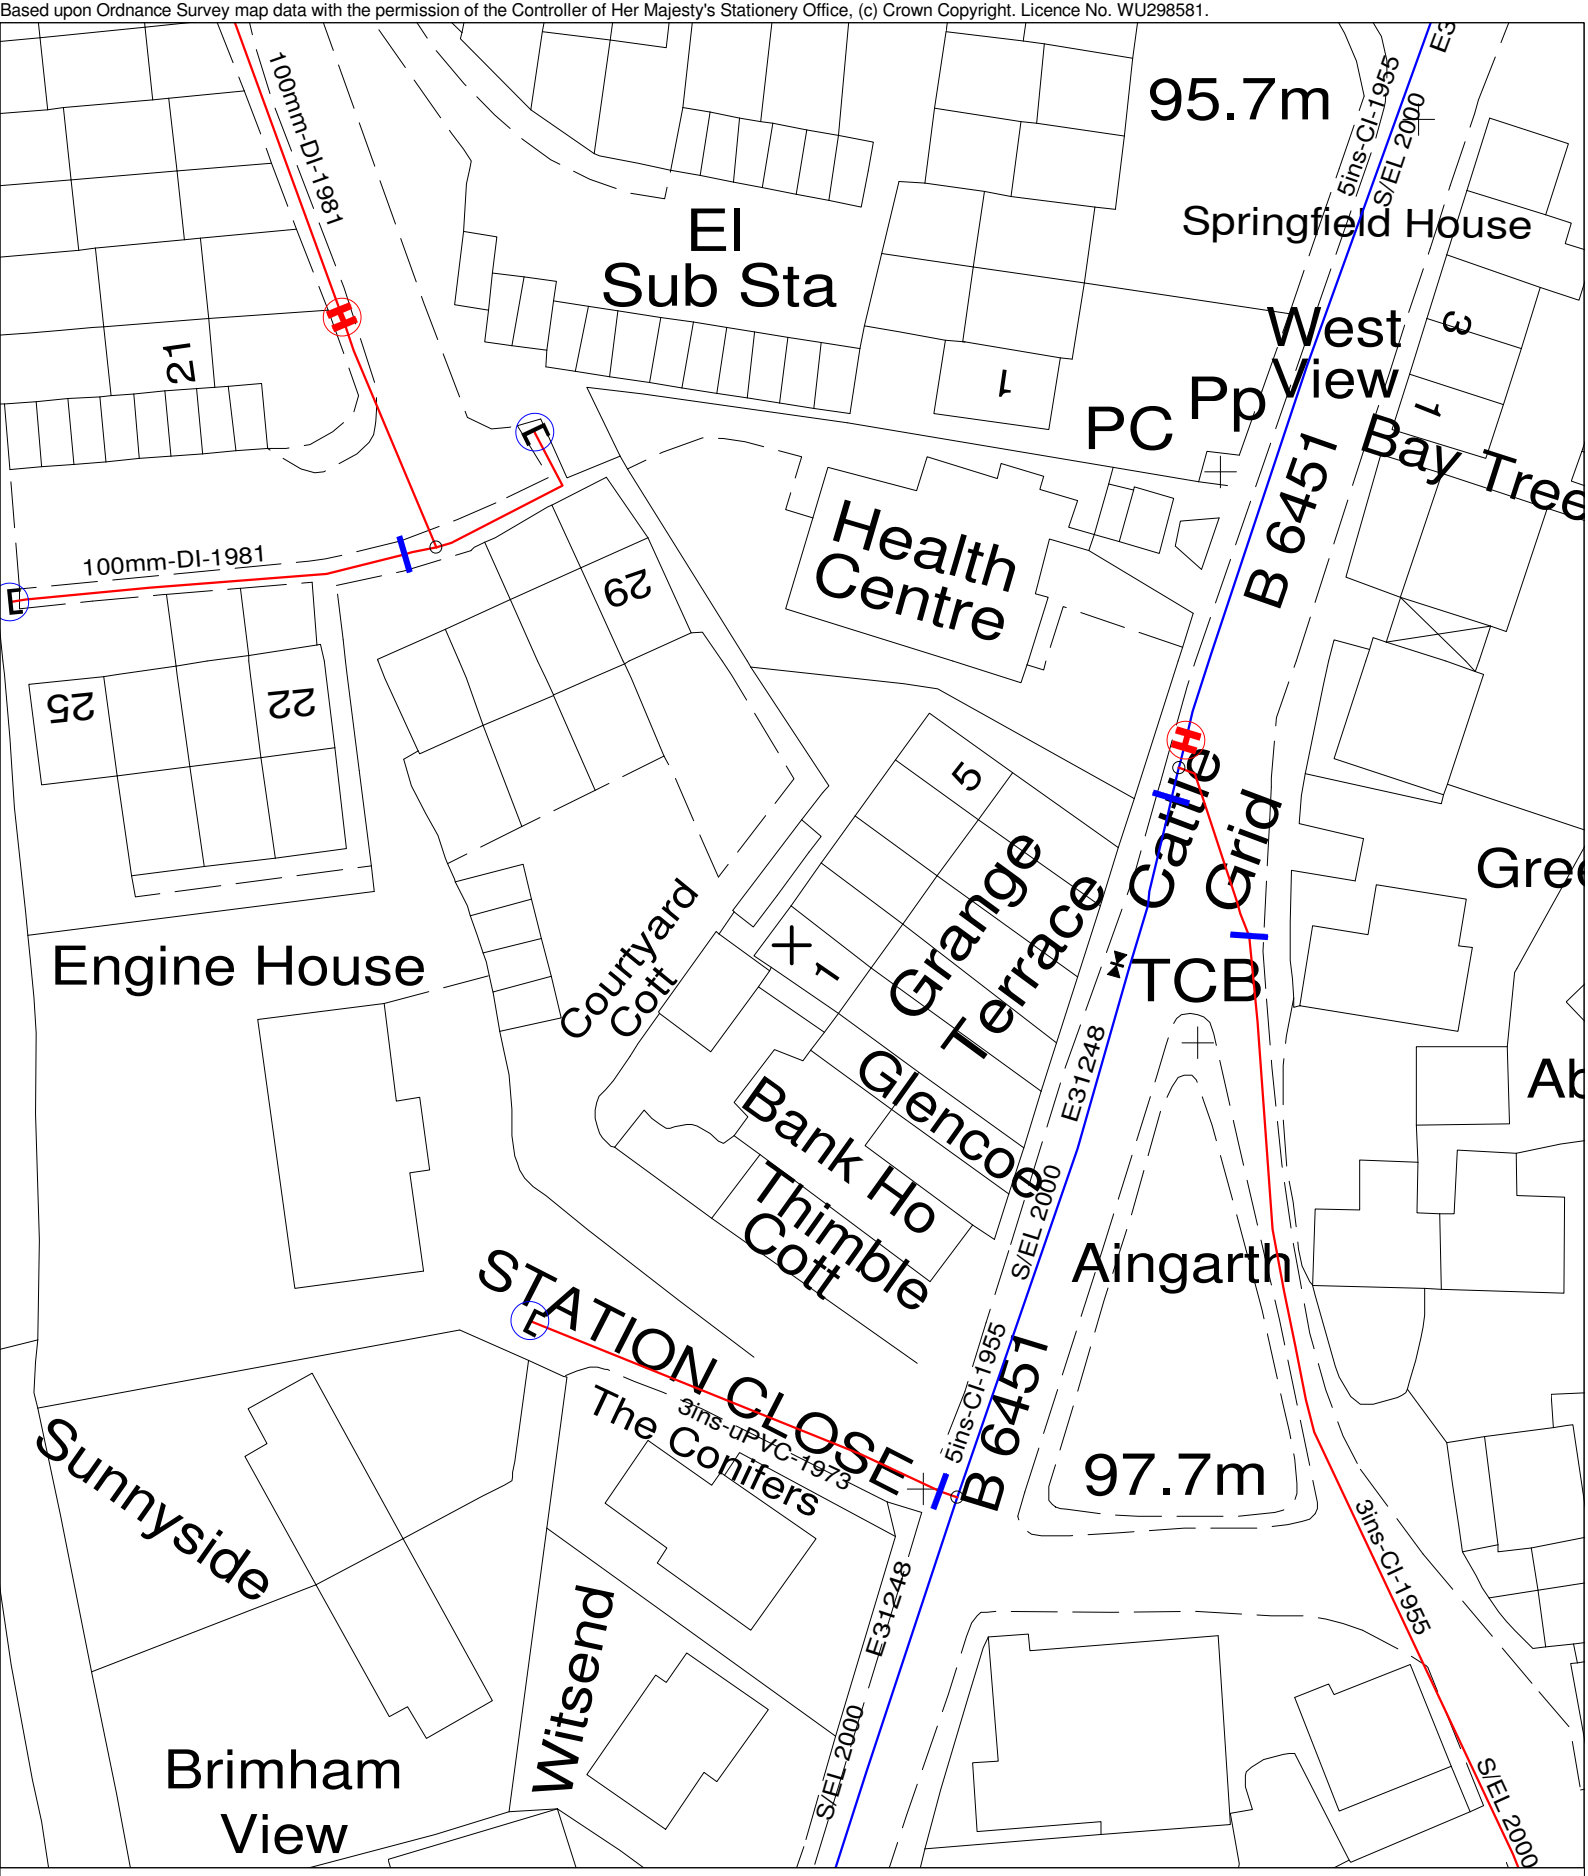 Based upon Ordnance Survey map data with the permission of the Controller of Her Majesty's Stationery Office, (c) Crown Copyright. Licence No. WU298581.
100mm-DI-1981
95.7m
5ins-CI-1955
S/EL 2000
E3
El
Sub Sta
Springfield House
West
View
3
1
21
1
PC
Pp
Bay Tree
B 6451
Health
Centre
100mm-DI-1981
29
25
22
5
Cattle
Grid
Grange
Terrace
1
TCB
Gree
Courtyard
Cott
Engine House
E31248
Glencoe
Bank Ho
Thimble
Cott
Ab
S/EL 2000
Aingarth
STATION CLOSE
3ins-uPVC-1973
The Conifers
5ins-CI-1955
B 6451
97.7m
Sunnyside
3ins-CI-1955
E31248
Witsend
S/EL 2000
S/EL 2000
Brimham
View